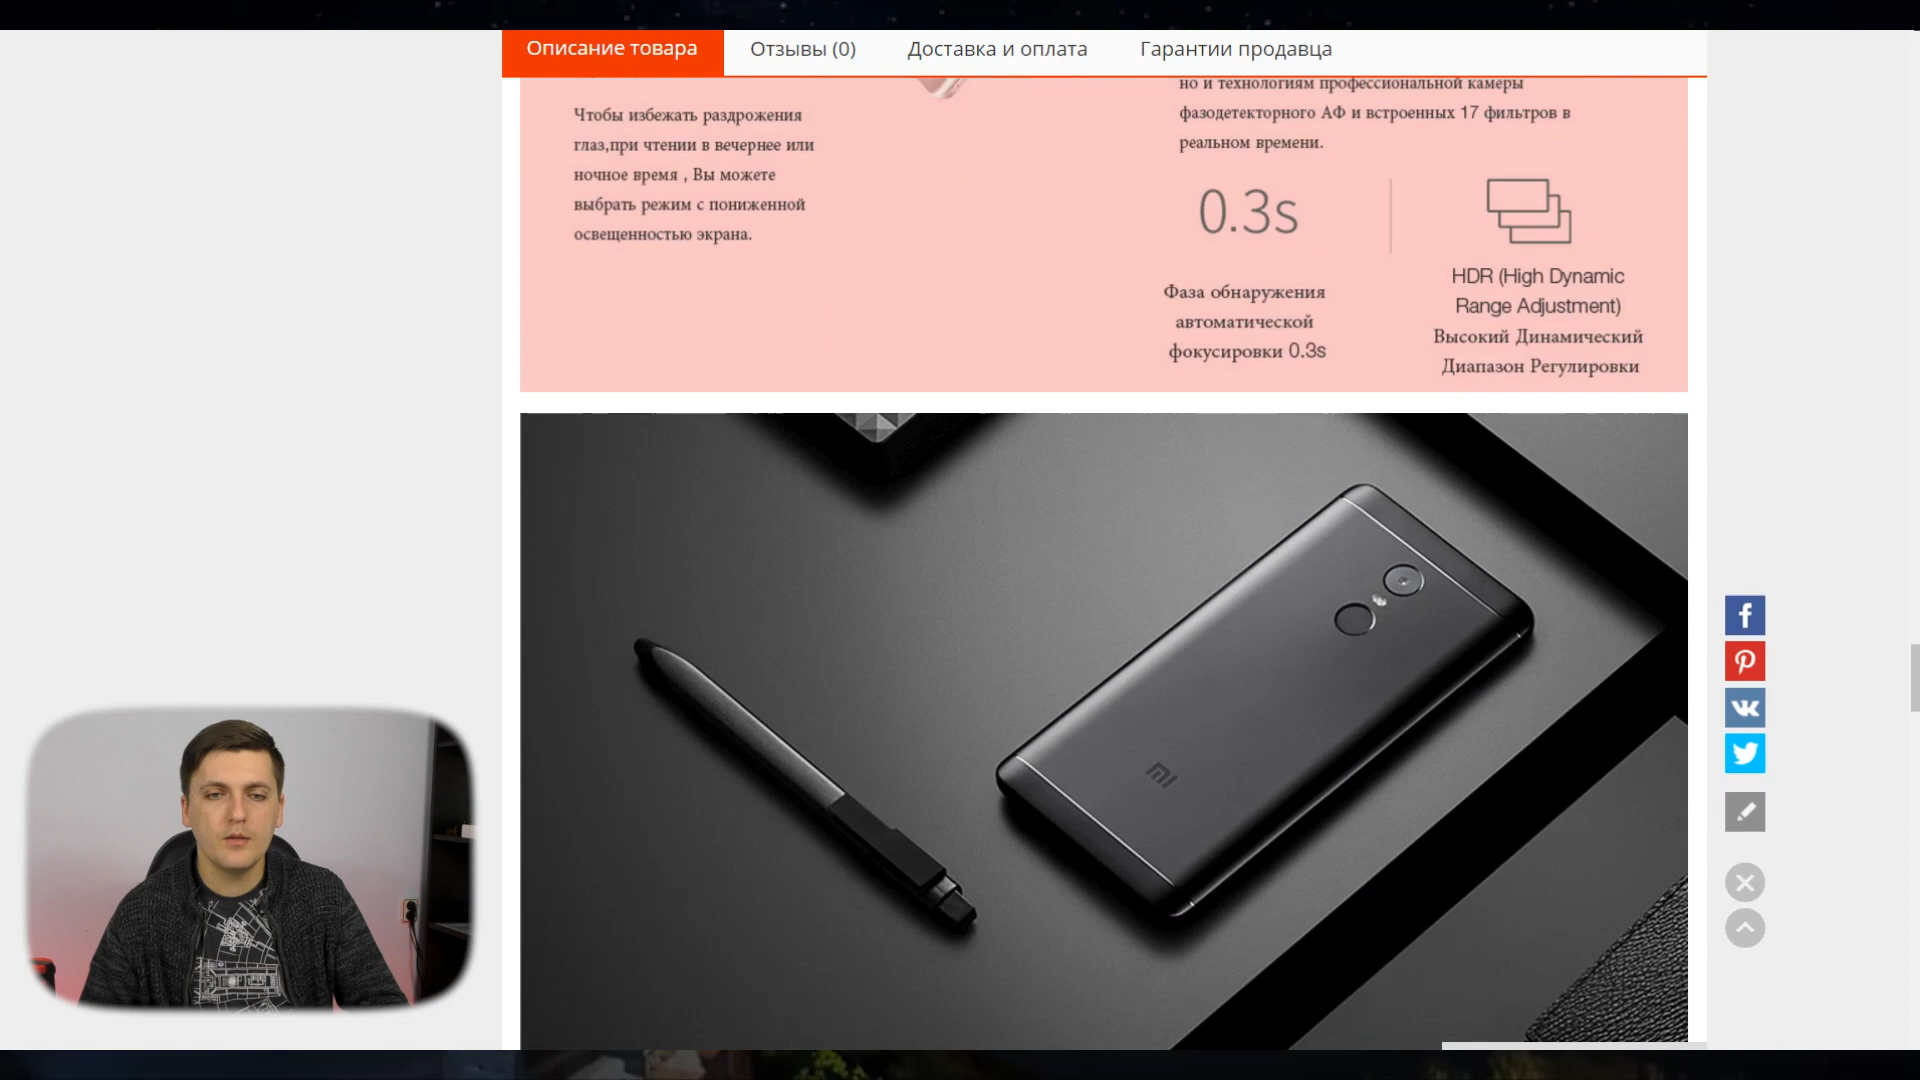 Описание товара
Отзывы (0)
Доставка и оплата
Гарантии продавца
Чтобы избежать раздрожения
глаз,при чтении в вечернее или
ночное время , Вы можете
выбрать режим с пониженной
освещенностью экрана.
но и технологиям профессиональной камеры
фазодетекторного АФ и встроенных 17 фильтров в
реальном времени.
0.3s
Фаза обнаружения
автоматической
фокусировки 0.3s
HDR (High Dynamic
Range Adjustment)
Высокий Динамический
Диапазон Регулировки